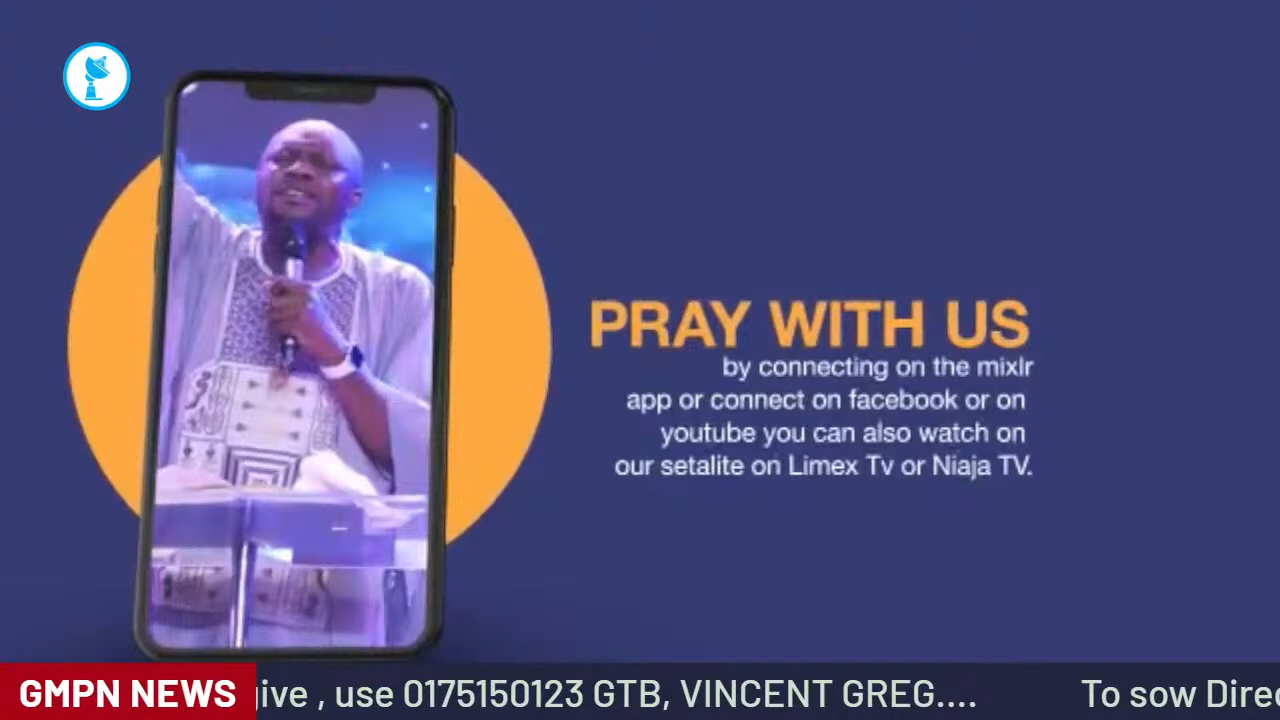 PRAY WITH US
by connecting on the mixlr
app or connect on facebook or on
youtube you can also watch on
our setalite on Limex Tv or Niaja TV.
GMPN NEWS give , use 0175150123 GTB, VINCENT GREG.... To sow Direc